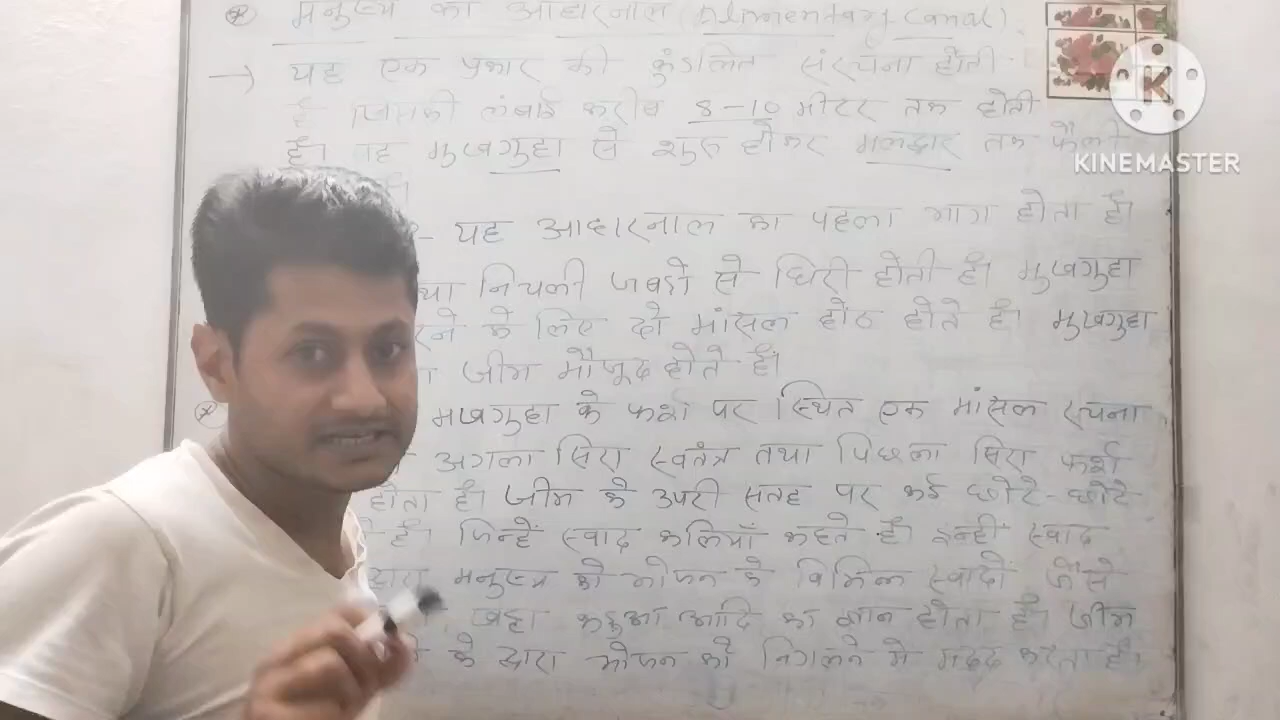 मनुष्य का आहारनाल (Alimentary Canal)
→ यह एक प्रकार की कुंडलित संरचना होती
है जिसकी लंबाई करीब 8-10 मीटर तक होती
है। यह मुखगुहा से शुरु होकर मलद्वार तक फैली
है।
- यह आहारनाल का पहला भाग होता है।
निचली जबड़ो से घिरी होती है। मुखगुहा
के लिए दो मांसल होंठ होते है। मुखगुहा
जीभ मौजूद होते है।
मुखगुहा के फर्श पर स्थित एक मांसल रचना
अगला सिरा स्वतंत्र तथा पिछला सिरा फर्श
होता है। जीभ के उपरी सतह पर कई छोटे-छोटे
है। जिन्हें स्वाद कलियाँ कहते है। इन्हीं स्वाद
द्वारा मनुष्य को भोजन के विभिन्न स्वादों जैसे
खट्टा कडुआ आदि का ज्ञान होता है। जीभ
के द्वारा भोजन को निगलने मे मदद करता है।
KINEMASTER